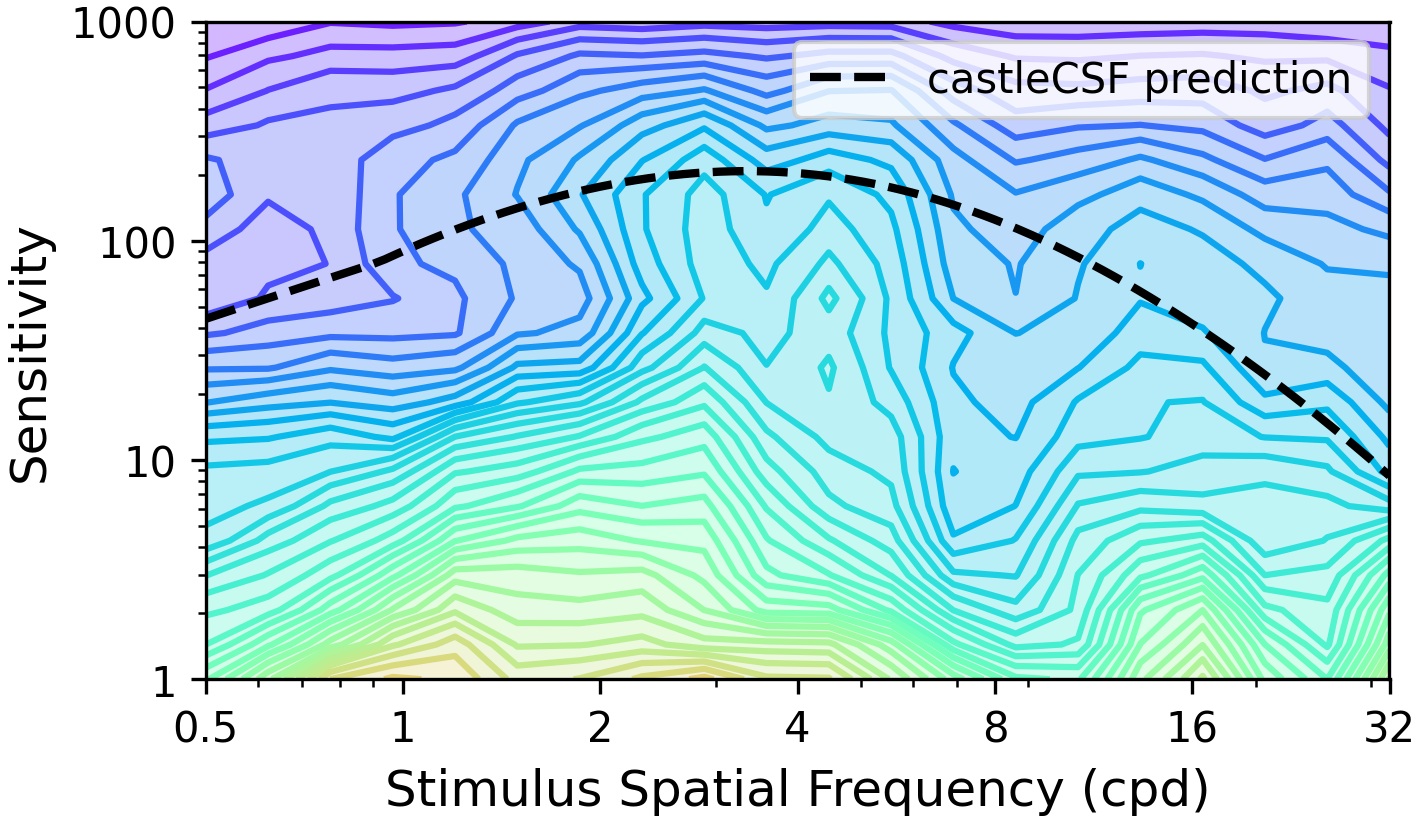 1000
100
10
1
Sensitivity
castleCSF prediction
0.5 1 2 4 8 16 32
Stimulus Spatial Frequency (cpd)